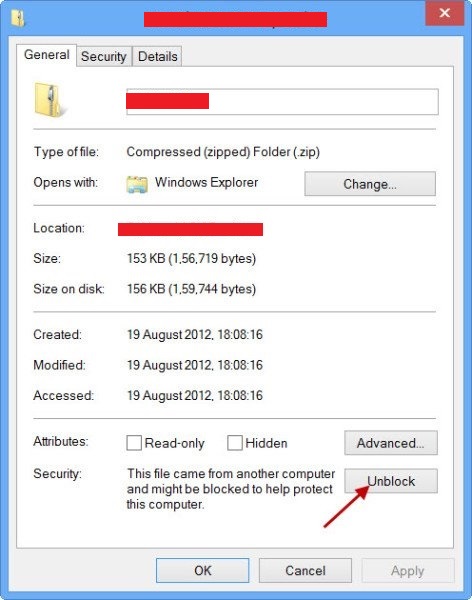 General Security Details
Type of file: Compressed (zipped) Folder (.zip)
Opens with: Windows Explorer Change...
Location:
Size: 153 KB (1,56,719 bytes)
Size on disk: 156 KB (1,59,744 bytes)
Created: 19 August 2012, 18:08:16
Modified: 19 August 2012, 18:08:16
Accessed: 19 August 2012, 18:08:16
Attributes: Read-only Hidden Advanced...
Security: This file came from another computer
and might be blocked to help protect
this computer.
Unblock
OK Cancel Apply